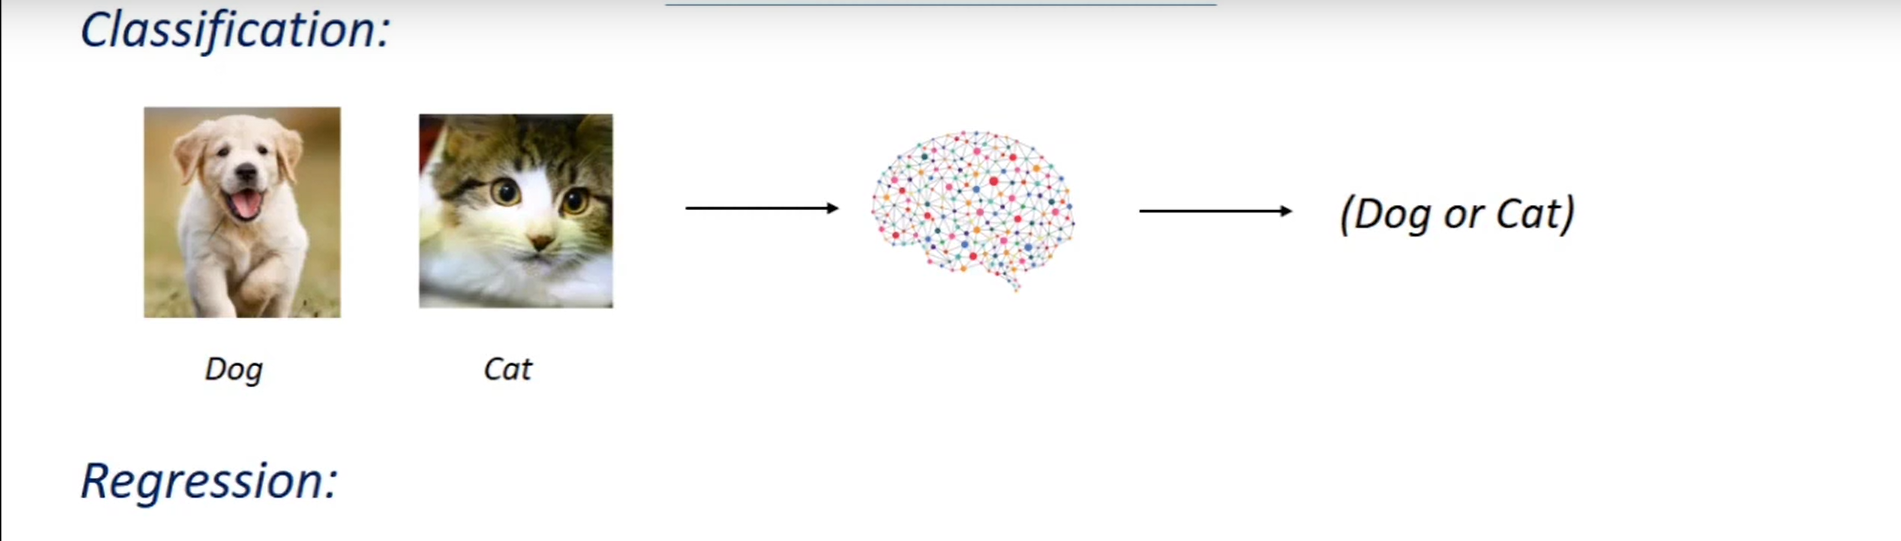 Classification:
(Dog or Cat)
Dog
Cat
Regression: